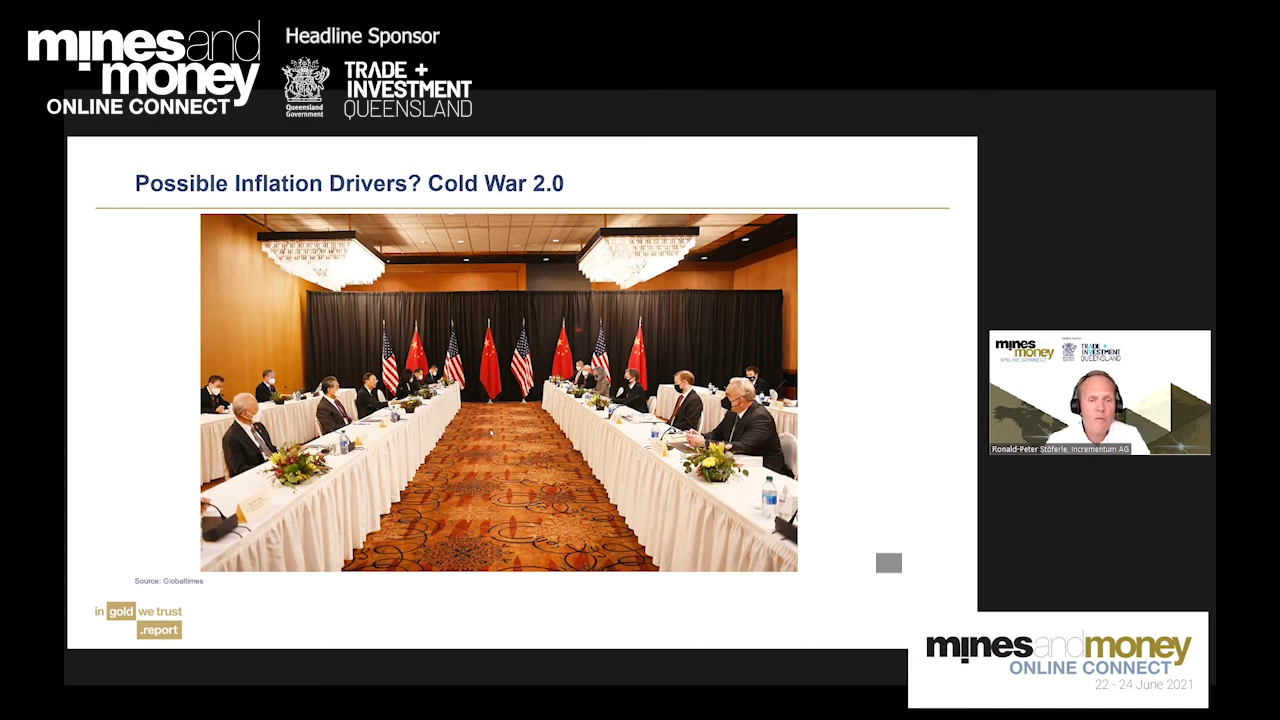 mines and
money
ONLINE CONNECT
Headline Sponsor
Queensland
Government
TRADE +
INVESTMENT
QUEENSLAND
Possible Inflation Drivers? Cold War 2.0
Source: Globaltimes
in gold we trust
.report
mines and
money
ONLINE CONNECT
TRADE +
INVESTMENT
QUEENSLAND
Ronald-Peter Stöferle, Incrementum AG
mines and money
ONLINE CONNECT
22 - 24 June 2021